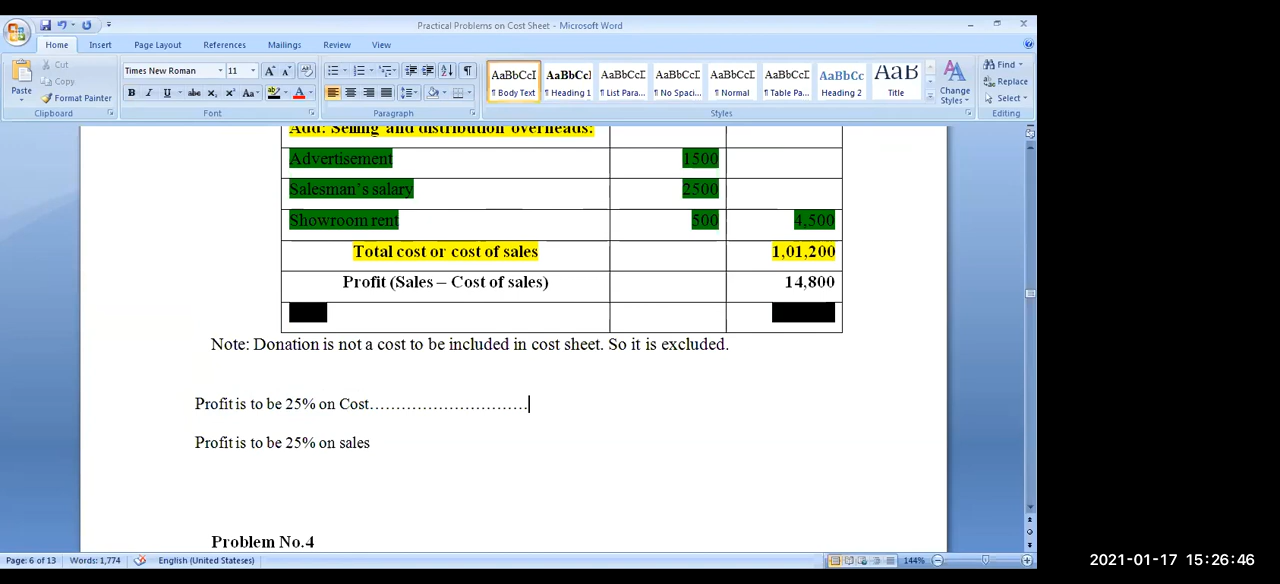 Practical Problems on Cost Sheet - Microsoft Word
Home Insert Page Layout References Mailings Review View
Paste
Cut
Copy
Format Painter
Clipboard
Times New Roman 11
Font
Paragraph
AaBbCcI AaBbCcl AaBbCcI AaBbCcI AaBbCcI AaBbCcI AaBbCc AaB
¶ Body Text ¶ Heading 1 ¶ List Para... ¶ No Spaci... ¶ Normal ¶ Table Pa... Heading 2 Title
Change Styles
Styles
Find
Replace
Select
Editing
Add: Selling and distribution overheads:
Advertisement 1500
Salesman's salary 2500
Showroom rent 500 4,500
Total cost or cost of sales 1,01,200
Profit (Sales – Cost of sales) 14,800
Note: Donation is not a cost to be included in cost sheet. So it is excluded.
Profit is to be 25% on Cost…………………………
Profit is to be 25% on sales
Problem No.4
Page: 6 of 13 Words: 1,774 English (United Stateses) 144%
2021-01-17 15:26:46